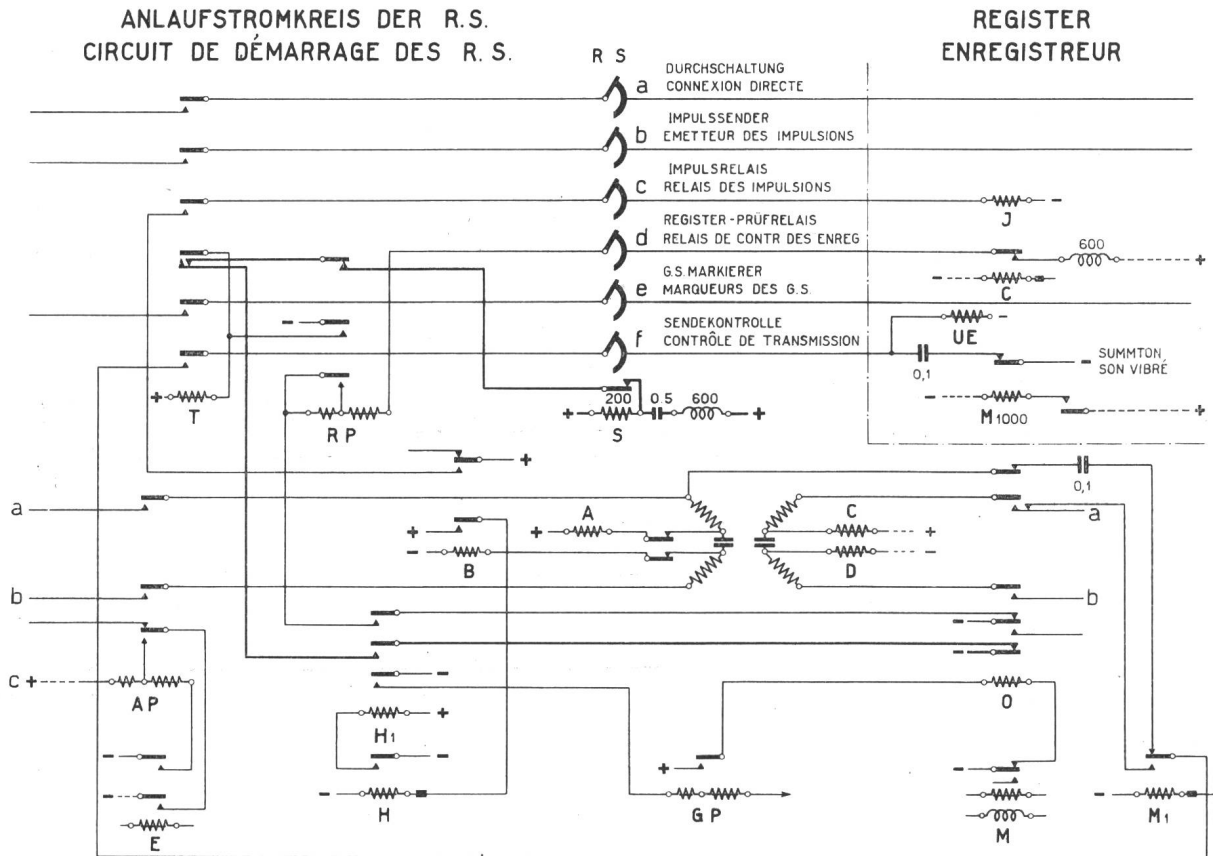 ANLAUFSTROMKREIS DER R.S.
CIRCUIT DE DÉMARRAGE DES R.S.
REGISTER
ENREGISTREUR
R S
a
DURCHSCHALTUNG
CONNEXION DIRECTE
b
IMPULSSENDER
EMETTEUR DES IMPULSIONS
c
IMPULSRELAIS
RELAIS DES IMPULSIONS
J
d
REGISTER-PRÜFRELAIS
RELAIS DE CONTR DES ENREG
600
C
e
G.S. MARKIERER
MARQUEURS DES G.S.
f
SENDEKONTROLLE
CONTRÔLE DE TRANSMISSION
UE
0,1
SUMMTON
SON VIBRÉ
T
R P
200
0.5
600
S
M 1000
0,1
a
A
C
a
B
D
b
b
c
A P
H1
O
E
H
G P
M
M1